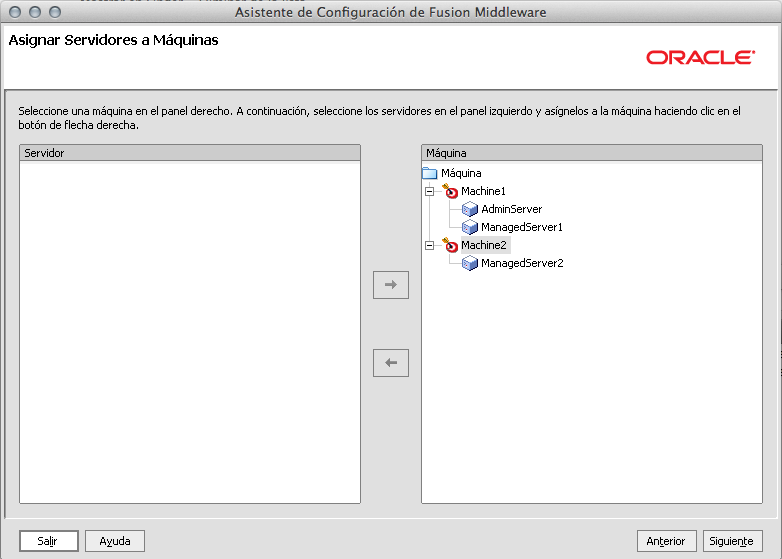 Asistente de Configuración de Fusion Middleware
Asignar Servidores a Máquinas
ORACLE
Seleccione una máquina en el panel derecho. A continuación, seleccione los servidores en el panel izquierdo y asígnelos a la máquina haciendo clic en el
botón de flecha derecha.
Servidor
Máquina
Máquina
Machine1
AdminServer
ManagedServer1
Machine2
ManagedServer2
Salir
Ayuda
Anterior
Siguiente